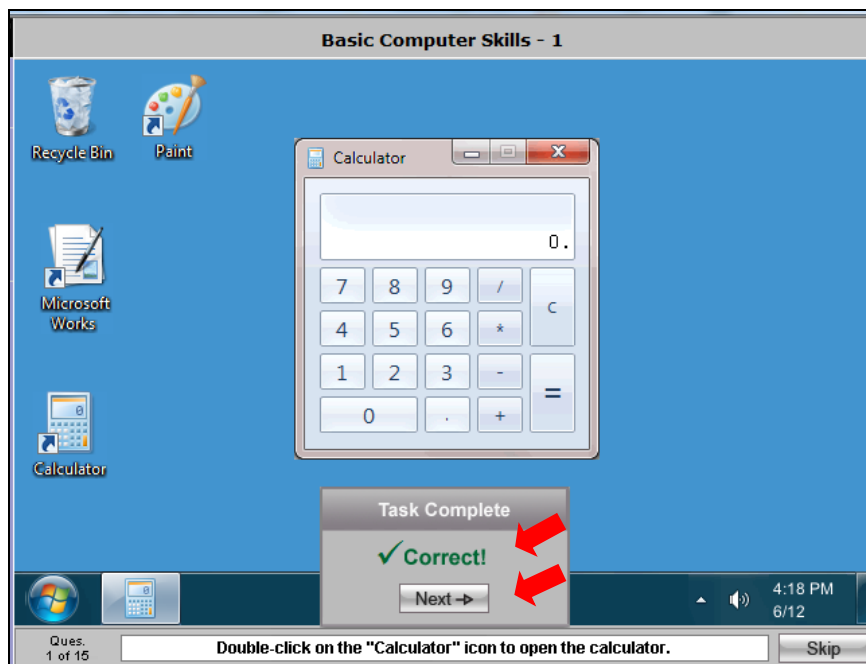 Basic Computer Skills - 1
Recycle Bin
Paint
Calculator
0.
7 8 9 / C
4 5 6 *
1 2 3 - =
0 . +
Microsoft
Works
0
Calculator
Task Complete
✓Correct!
Next
0
4:18 PM
6/12
Ques.
1 of 15
Double-click on the "Calculator" icon to open the calculator.
Skip